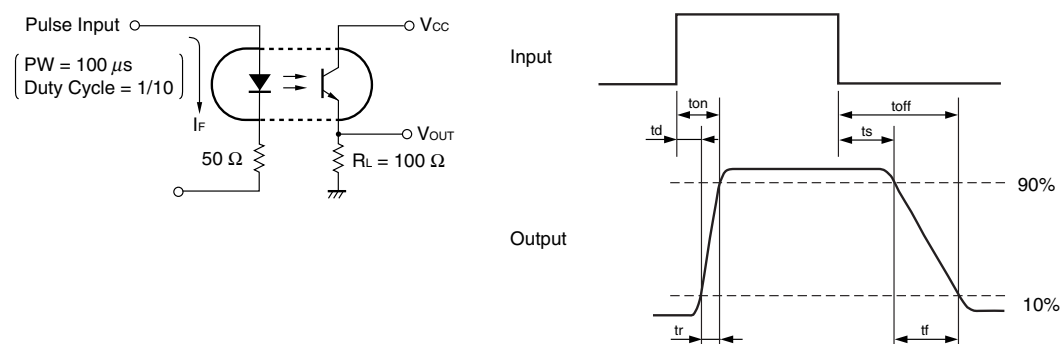 Pulse Input
VCC
PW = 100 μs
Duty Cycle = 1/10
IF
VOUT
50 Ω
RL = 100 Ω
Input
ton
toff
td
ts
90%
Output
10%
tr
tf